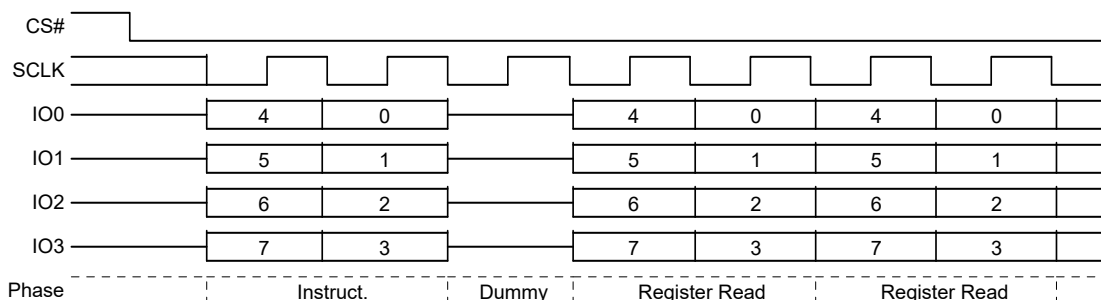 CS#
SCLK
IO0 4 0 4 0 4 0
IO1 5 1 5 1 5 1
IO2 6 2 6 2 6 2
IO3 7 3 7 3 7 3
Phase Instruct. Dummy Register Read Register Read